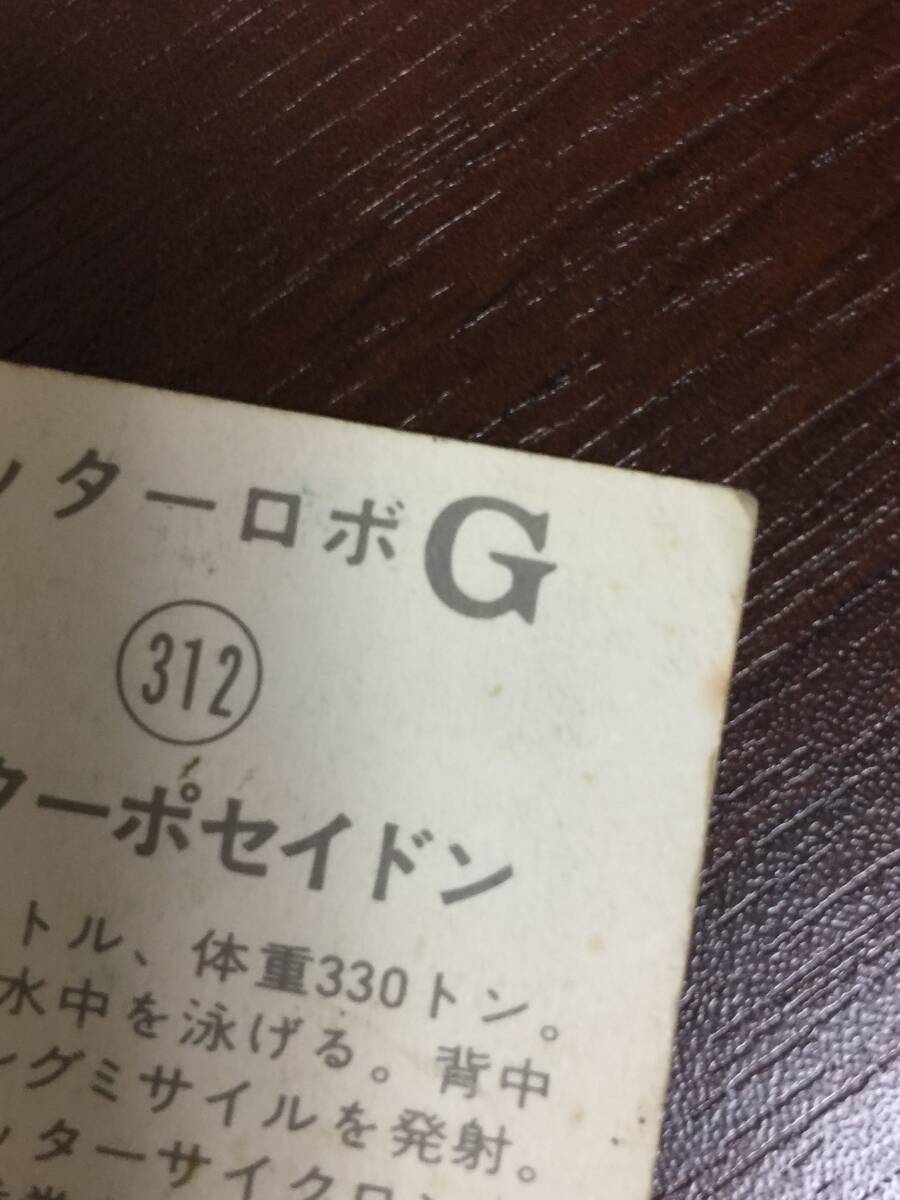 ッターロボG
312
ターポセイドン
トル、体重330トン。
水中を泳げる。背中
ングミサイルを発射。
ッターサイクロン